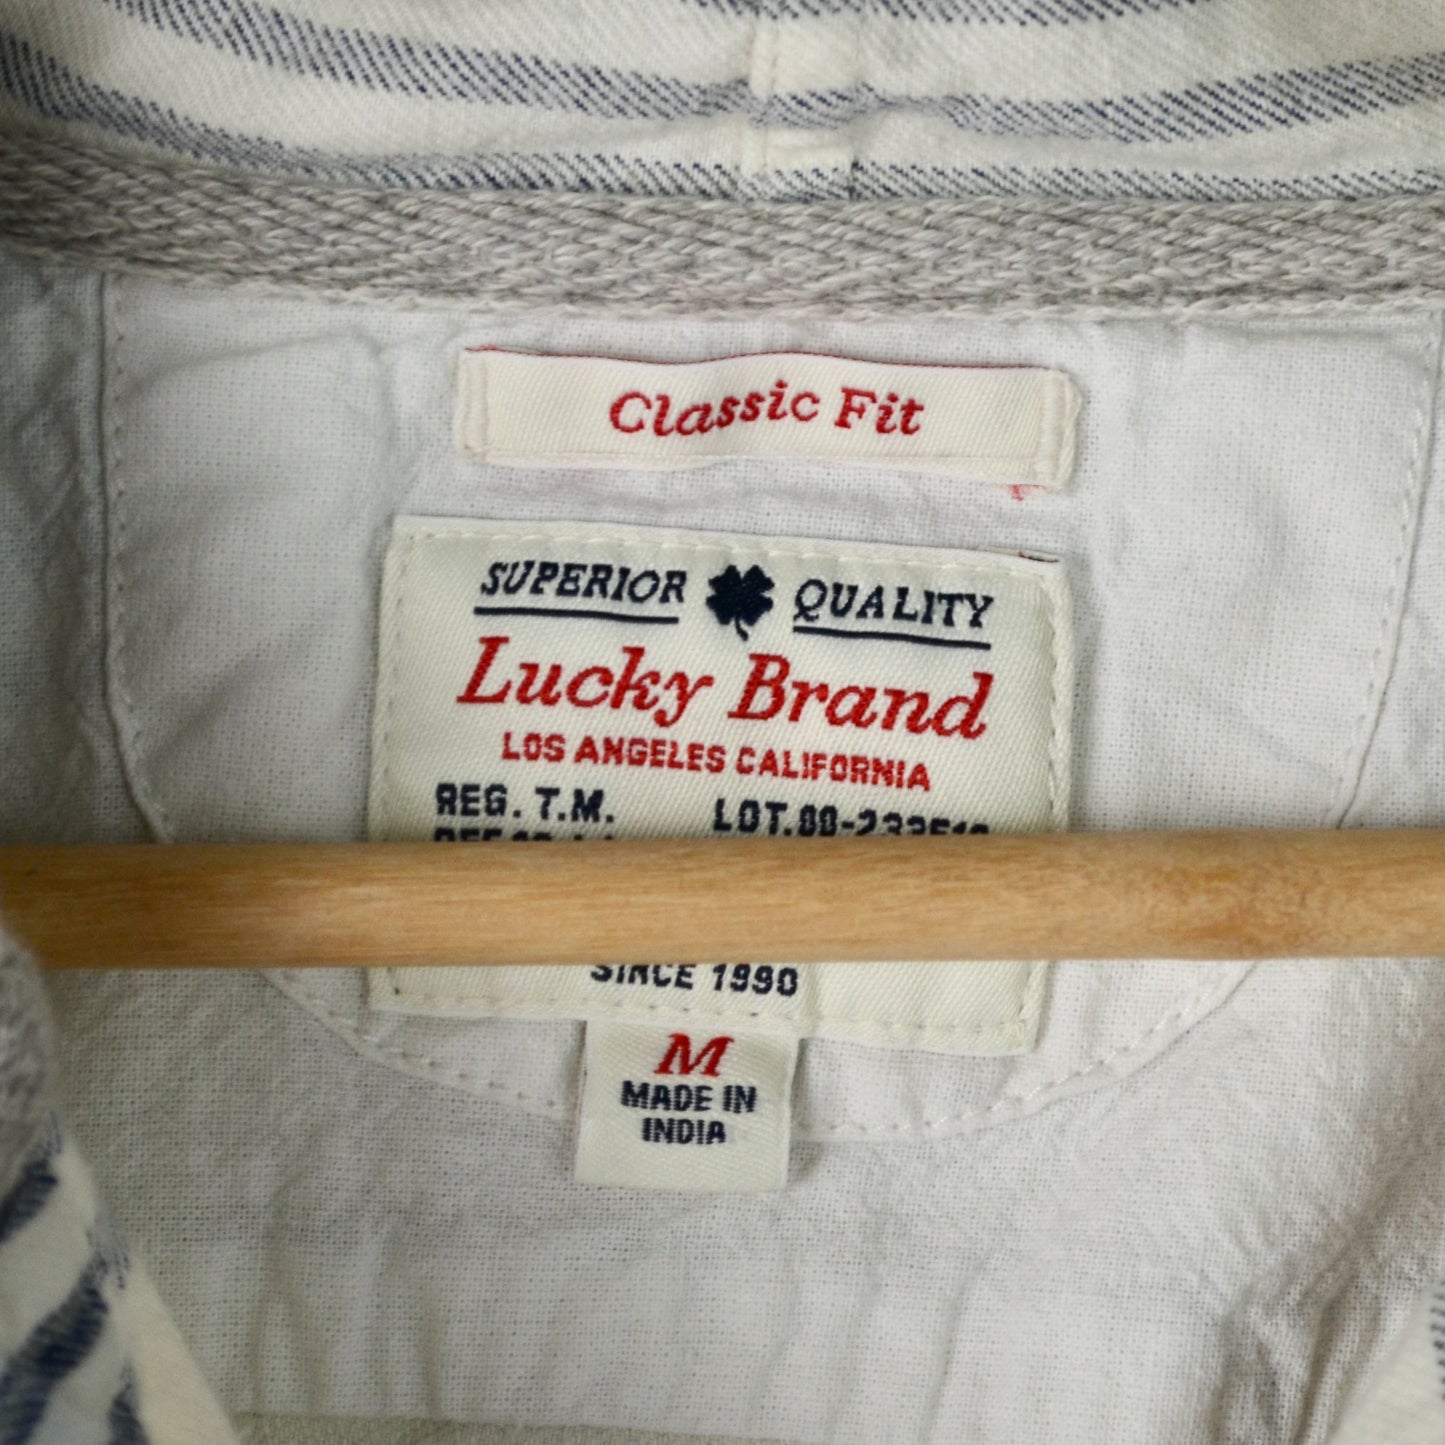 Classic Fit
SUPERIOR QUALITY
Lucky Brand
LOS ANGELES CALIFORNIA
REG. T.M.
SINCE 1990
M
MADE IN
INDIA